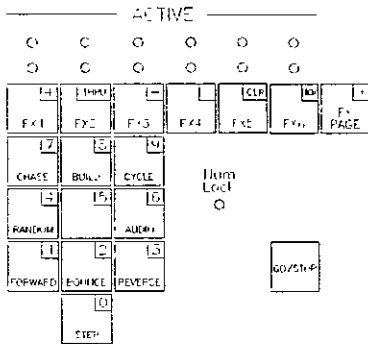 ACTIVE
THRU CLR
FX1 FX2 FX3 FX4 FX5 FX6 FX PAGE
7 8 9
CHASE BUILD CYCLE
Num Lock
4 5 6
RANDOM AUDIO
1 2 3
FORWARD BOUNCE REVERSE GO/STOP
0
STEP